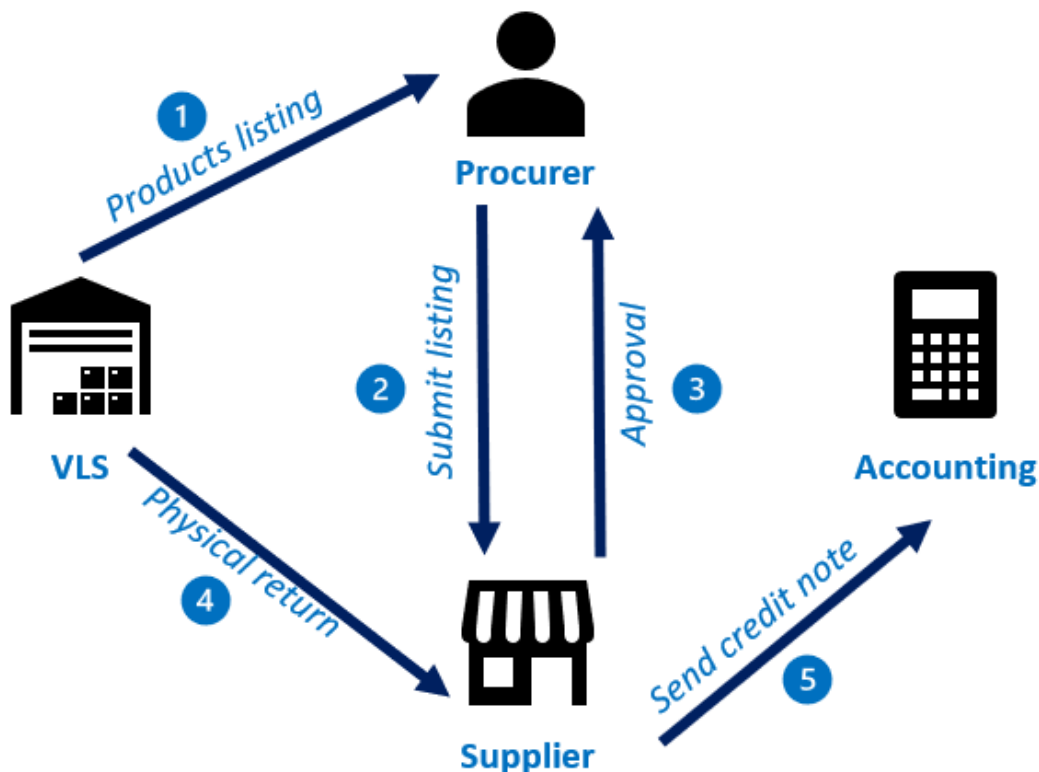 1
Products listing
Procurer
2
Submit listing
Approval
3
VLS
Accounting
Physical return
4
Send credit note
5
Supplier